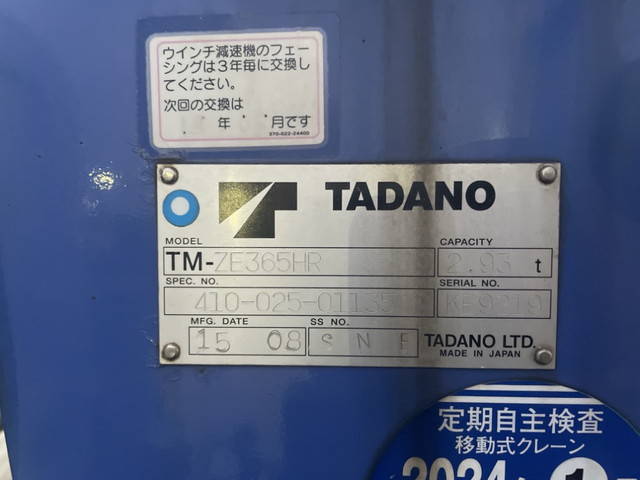 ウインチ減速機のフェー
シングは3年毎に交換し
てください。
次回の交換は
年 月です
370-622-24400
TADANO
MODEL
CAPACITY
TM-ZE365HR
2.93 t
SPEC. NO.
SERIAL NO.
410-025-01135
MFG. DATE
SS NO.
15 08
S N F
TADANO LTD.
MADE IN JAPAN
定期自主検査
移動式クレーン
2024
1